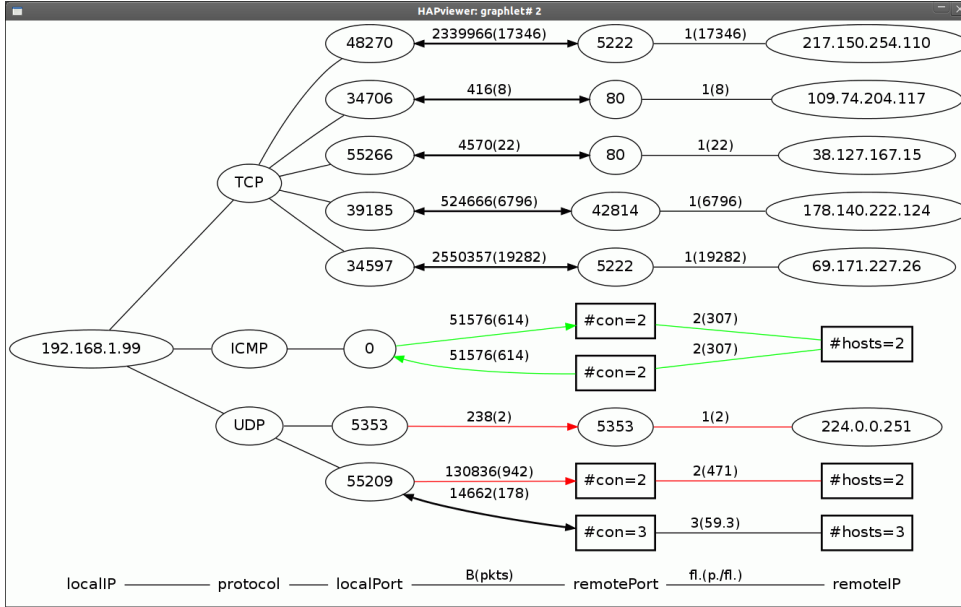 HAPviewer: graphlet# 2
48270 2339966(17346) 5222 1(17346) 217.150.254.110
34706 416(8) 80 1(8) 109.74.204.117
55266 4570(22) 80 1(22) 38.127.167.15
TCP
39185 524666(6796) 42814 1(6796) 178.140.222.124
34597 2550357(19282) 5222 1(19282) 69.171.227.26
51576(614) #con=2 2(307)
192.168.1.99 ICMP 0 #hosts=2
51576(614) #con=2 2(307)
UDP 5353 238(2) 5353 1(2) 224.0.0.251
55209 130836(942) #con=2 2(471) #hosts=2
14662(178) #con=3 3(59.3) #hosts=3
localIP protocol localPort B(pkts) remotePort fl.(p./fl.) remoteIP